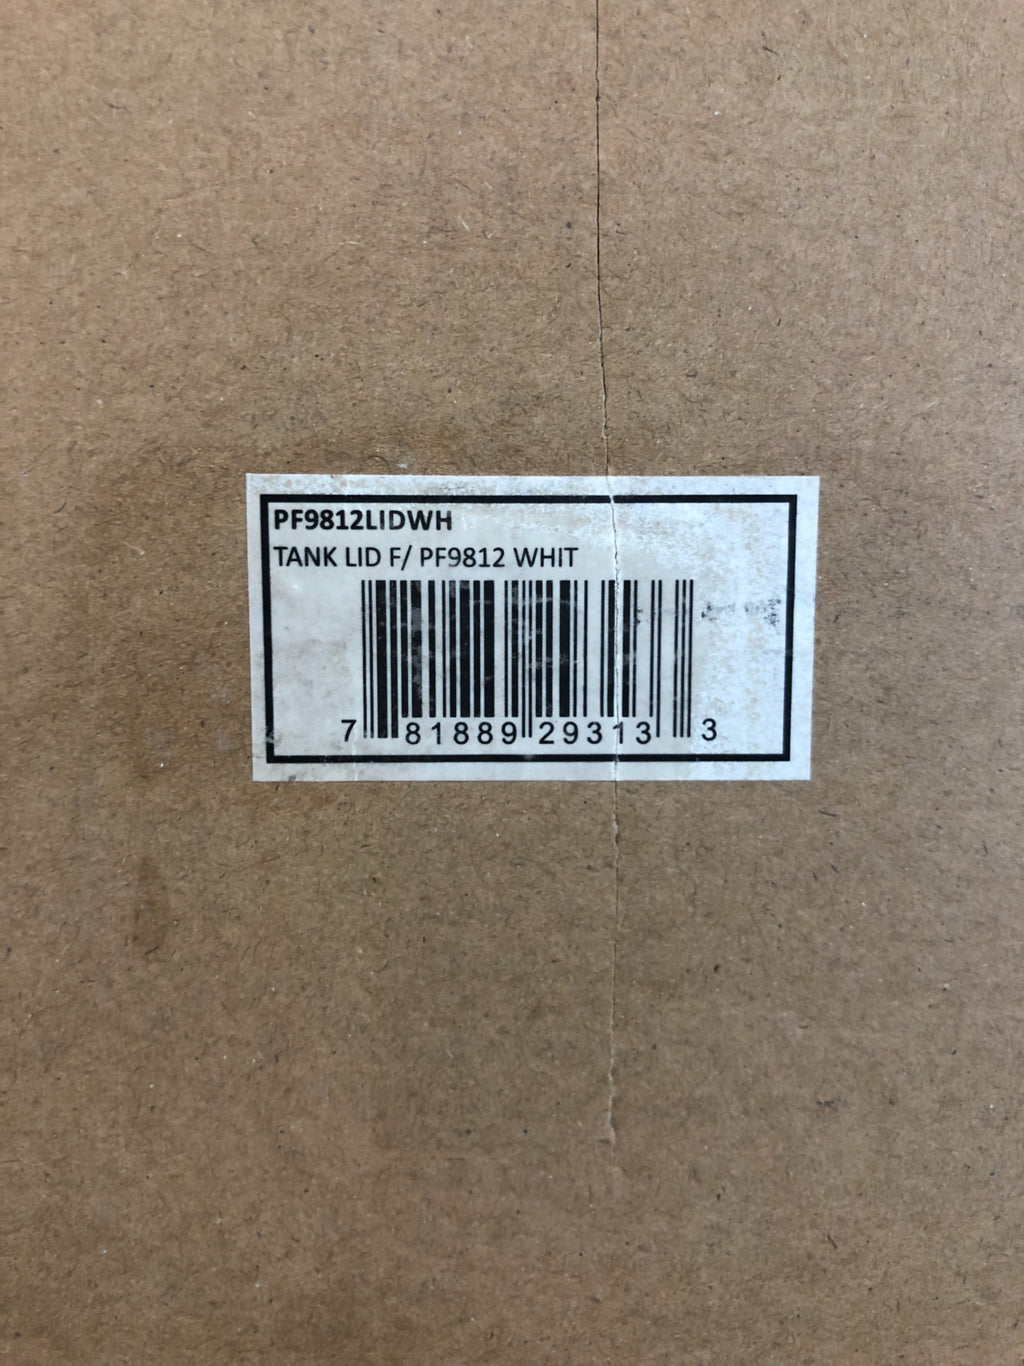 PF9812LIDWH
TANK LID F/ PF9812 WHIT
7 81889 29313 3